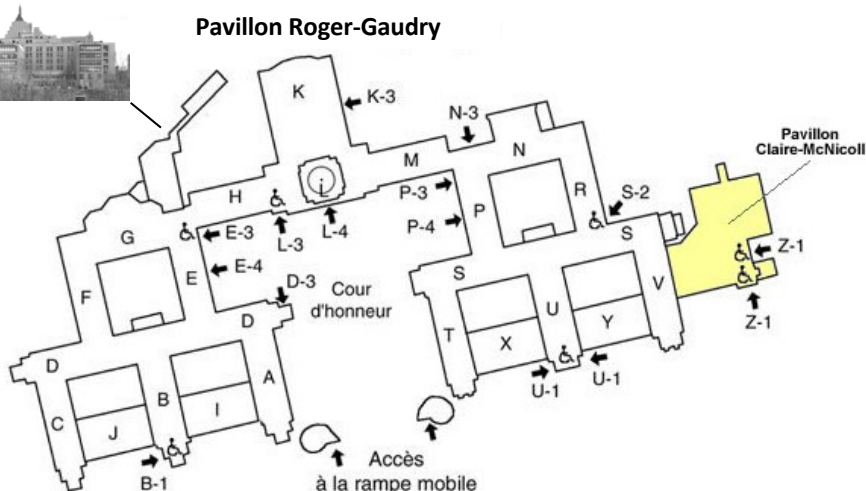 Pavillon Roger-Gaudry
K
K-3
N-3
Pavillon
Claire-McNicoll
M
N
H
L
P-3
S-2
P
R
P-4
G
E-3
L-3
L-4
S
Z-1
E
E-4
S
F
D-3
Cour
d'honneur
V
Z-1
D
T
U
Y
X
D
A
U-1
U-1
C
B
I
J
B-1
Accès
à la rampe mobile